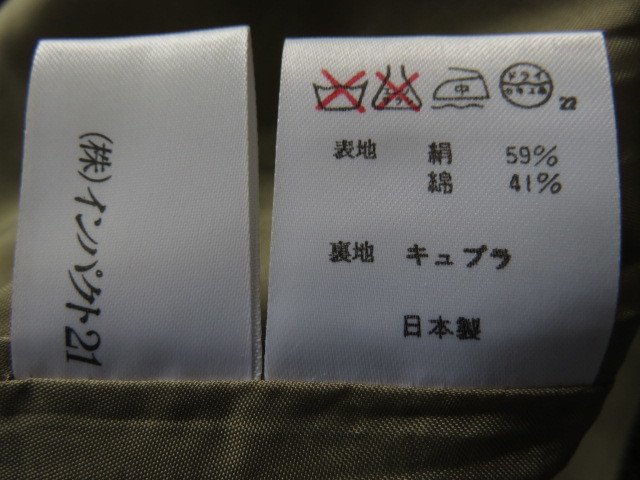 (株)インパクト21
中
ドライ
セキユ系
22
表地 絹 59%
綿 41%
裏地 キュプラ
日本製